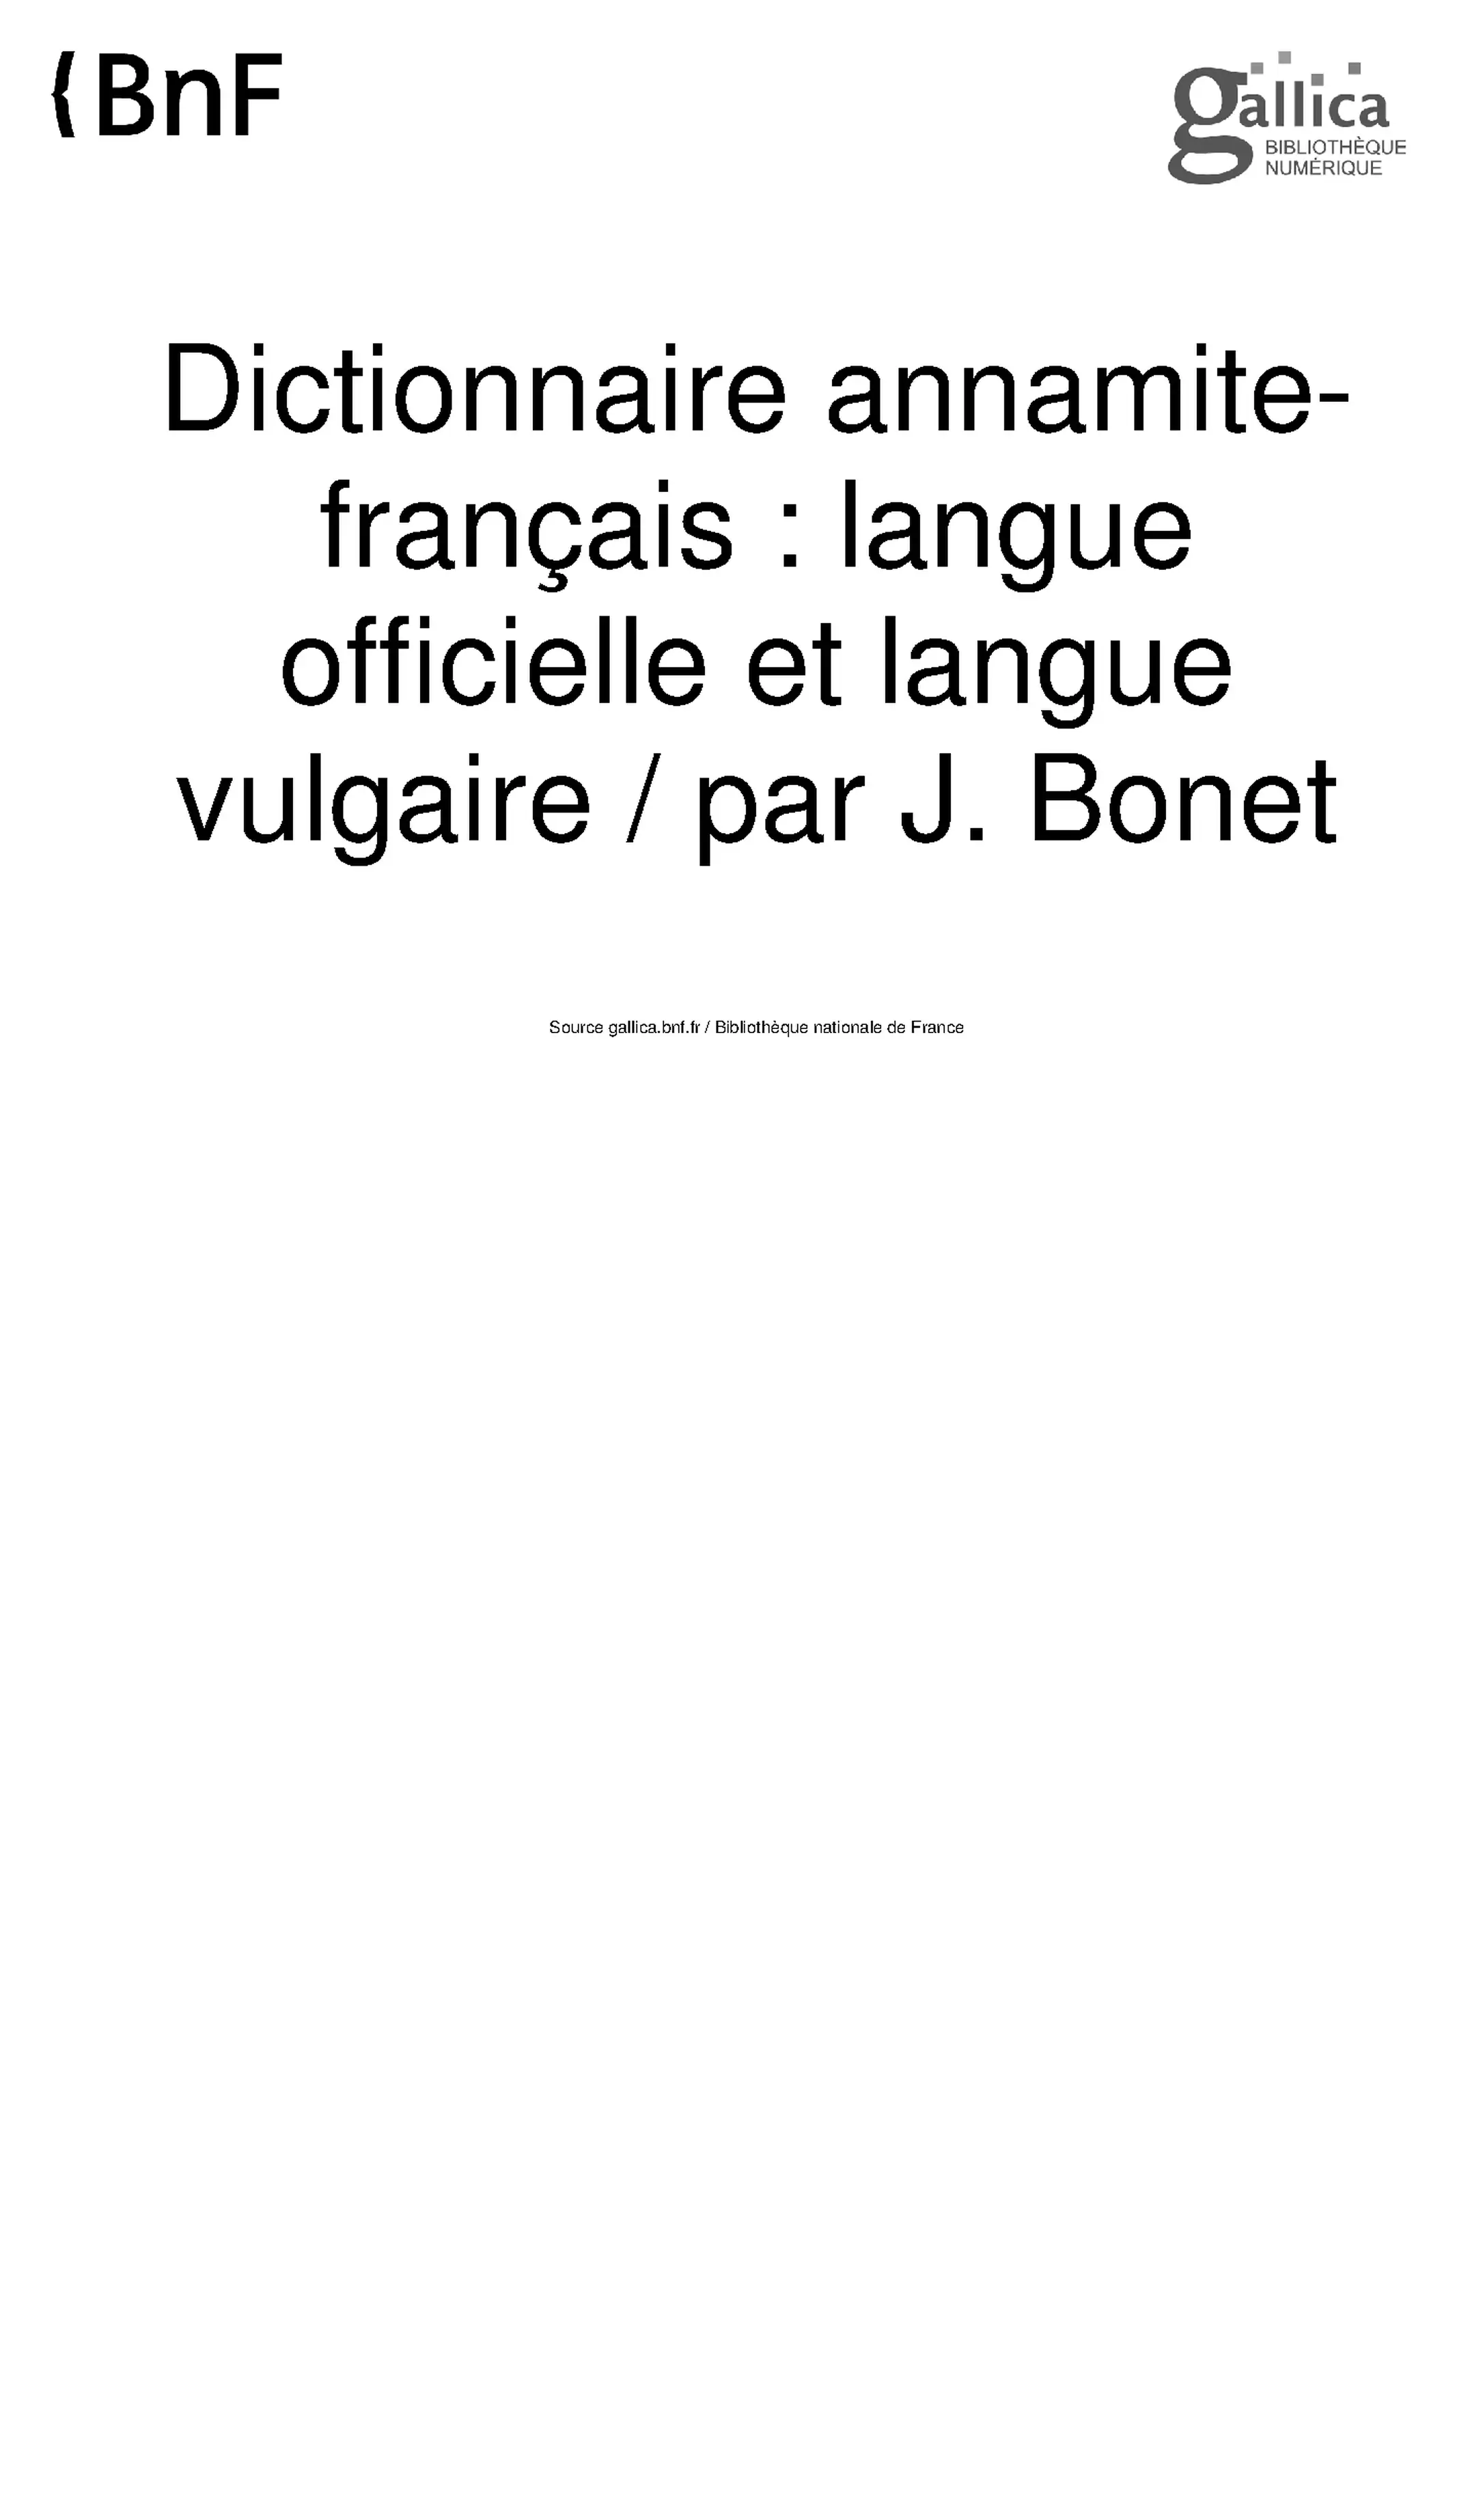 BnF
gallica
BIBLIOTHÈQUE
NUMÉRIQUE
Dictionnaire annamite-
français : langue
officielle et langue
vulgaire / par J. Bonet
Source gallica.bnf.fr / Bibliothèque nationale de France